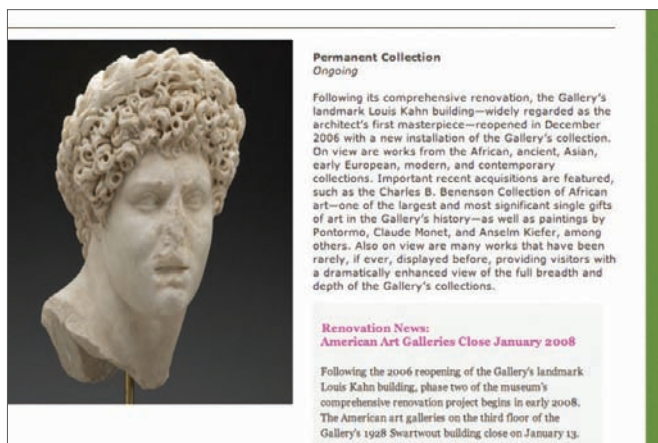 Permanent Collection
Ongoing
Following its comprehensive renovation, the Gallery's
landmark Louis Kahn building—widely regarded as the
architect's first masterpiece—reopened in December
2006 with a new installation of the Gallery's collection.
On view are works from the African, ancient, Asian,
early European, modern, and contemporary
collections. Important recent acquisitions are featured,
such as the Charles B. Benenson Collection of African
art—one of the largest and most significant single gifts
of art in the Gallery's history—as well as paintings by
Pontormo, Claude Monet, and Anselm Kiefer, among
others. Also on view are many works that have been
rarely, if ever, displayed before, providing visitors with
a dramatically enhanced view of the full breadth and
depth of the Gallery's collections.
Renovation News:
American Art Galleries Close January 2008
Following the 2006 reopening of the Gallery's landmark
Louis Kahn building, phase two of the museum's
comprehensive renovation project begins in early 2008.
The American art galleries on the third floor of the
Gallery's 1928 Swartwout building close on January 13.